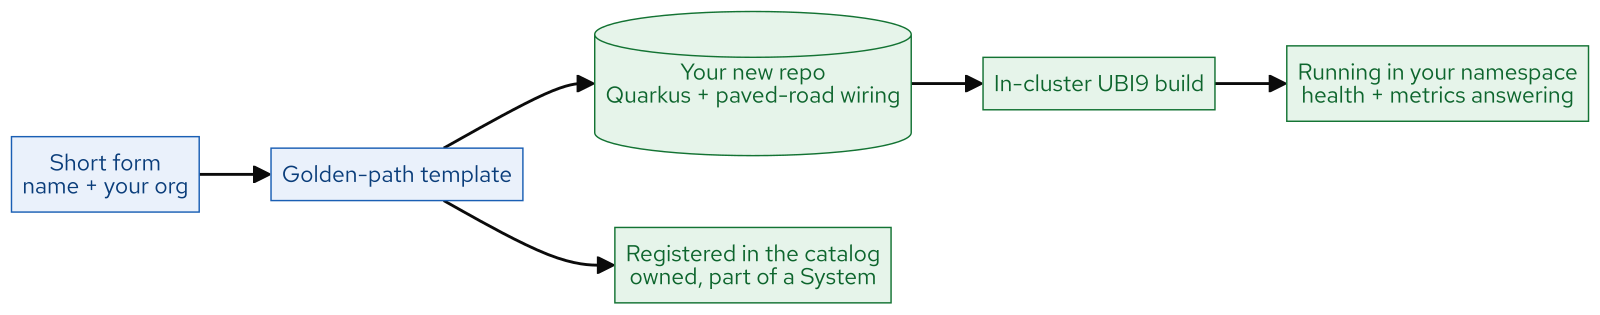 Short form
name + your org
Golden-path template
Your new repo
Quarkus + paved-road wiring
In-cluster UBI9 build
Running in your namespace
health + metrics answering
Registered in the catalog
owned, part of a System